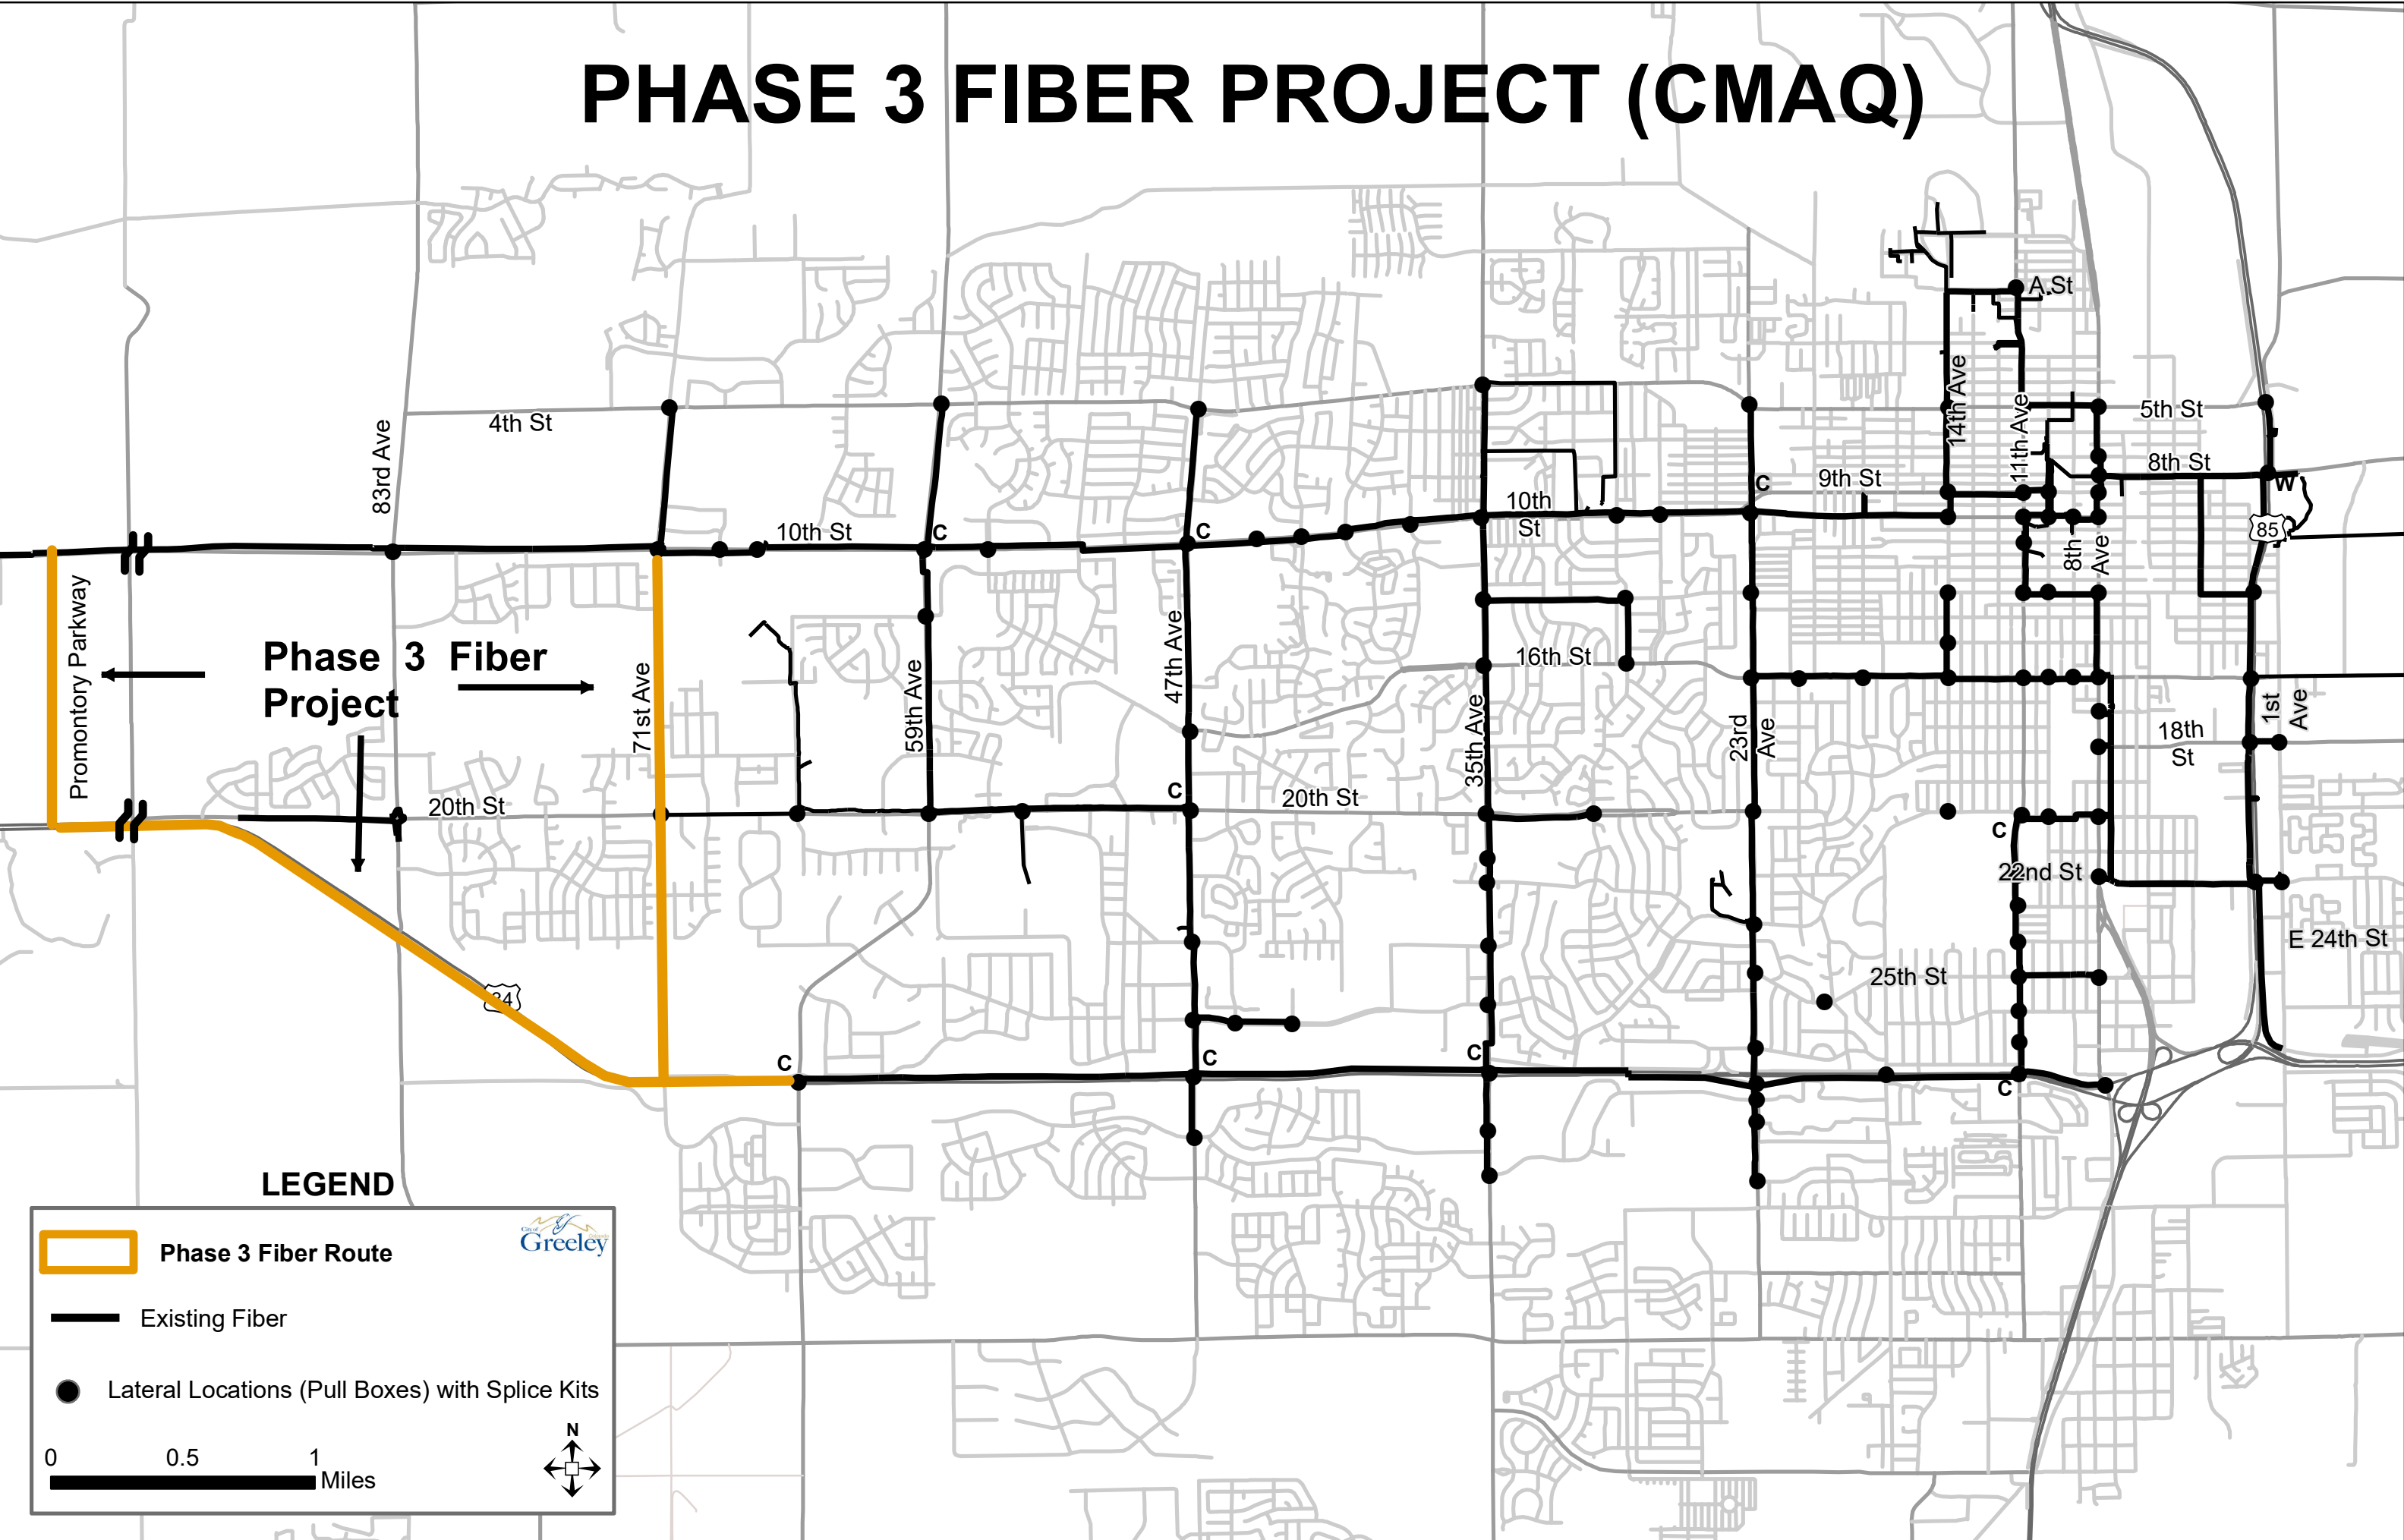 PHASE 3 FIBER PROJECT (CMAQ)
A St
4th St
5th St
83rd Ave
14th Ave
11th Ave
8th St
9th St
C
W
10th
St
10th St
C
C
85
8th
Ave
Promontory Parkway
Phase 3 Fiber
Project
71st Ave
59th Ave
47th Ave
16th St
35th Ave
23rd
Ave
1st
Ave
18th
St
20th St
C
20th St
C
22nd St
E 24th St
25th St
34
C
C
C
C
LEGEND
City of
Greeley
Phase 3 Fiber Route
Existing Fiber
Lateral Locations (Pull Boxes) with Splice Kits
N
0 0.5 1
Miles